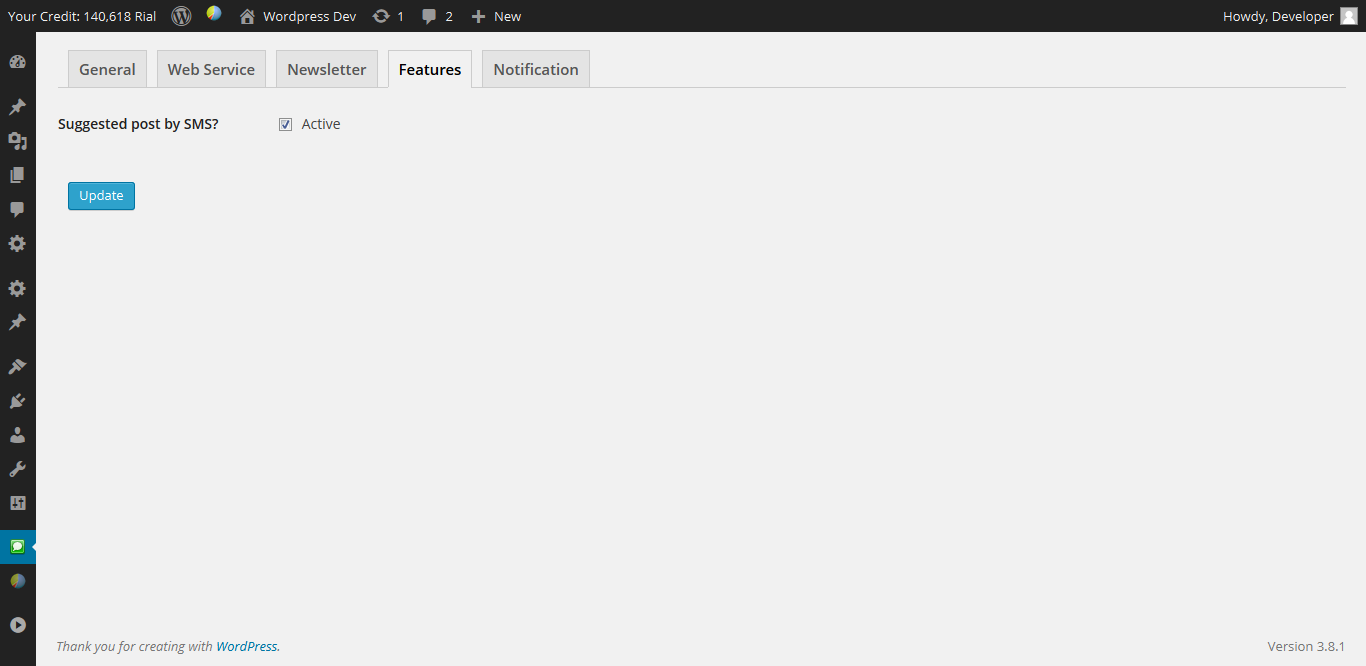 Your Credit: 140,618 Rial Wordpress Dev 1 2 New Howdy, Developer
General Web Service Newsletter Features Notification
Suggested post by SMS? Active
Update
Thank you for creating with WordPress. Version 3.8.1